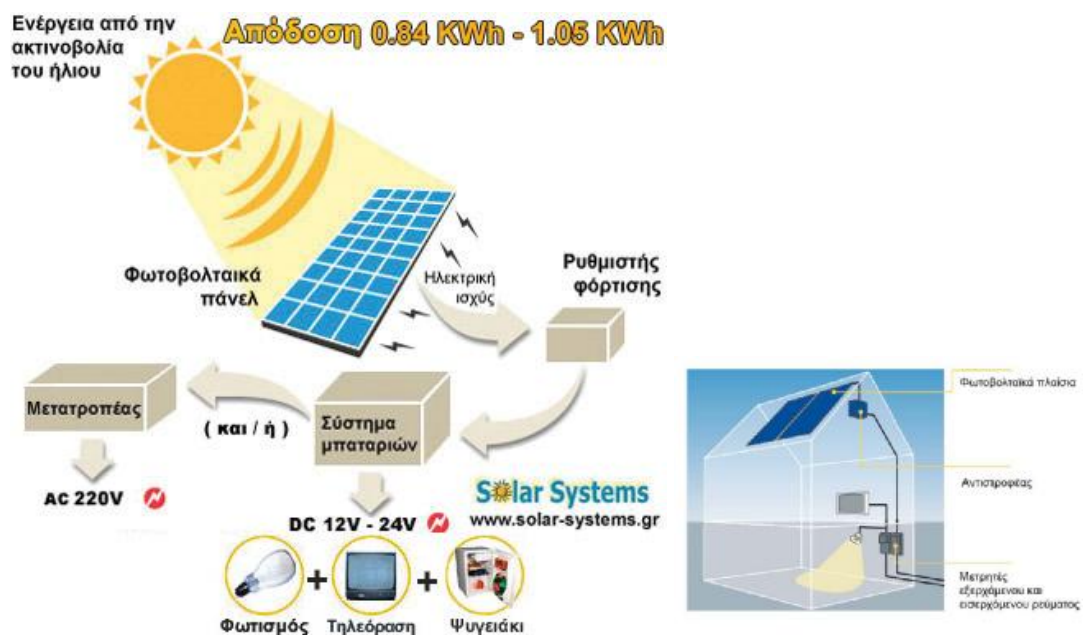 Ενέργεια από την
ακτινοβολία
του ήλιου
Απόδοση 0.84 KWh - 1.05 KWh
Φωτοβολταικά
πάνελ
Ηλεκτρική
ισχύς
Ρυθμιστής
φόρτισης
Μετατροπέας
( και / ή )
Σύστημα
μπαταριών
AC 220V
DC 12V - 24V
Solar Systems
www.solar-systems.gr
Φωτισμός
Τηλεόραση
Ψυγειάκι
Φωτοβολταϊκά πλαίσια
Αντιστροφέας
Μετρητές
εξερχόμενου και
εισερχόμενου ρεύματος